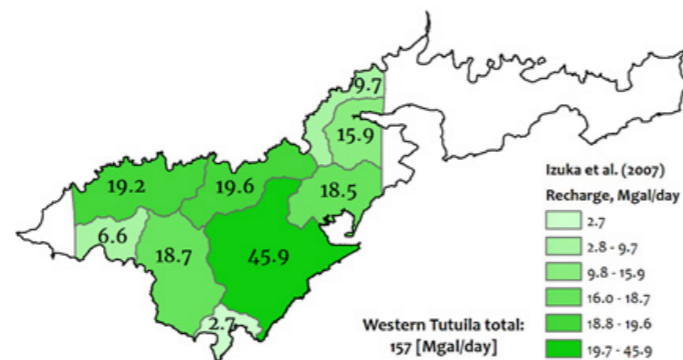 9.7
15.9
19.2
19.6
18.5
6.6
18.7
45.9
2.7
Izuka et al. (2007)
Recharge, Mgal/day
2.7
2.8 - 9.7
9.8 - 15.9
16.0 - 18.7
18.8 - 19.6
19.7 - 45.9
Western Tutuila total:
157 [Mgal/day]